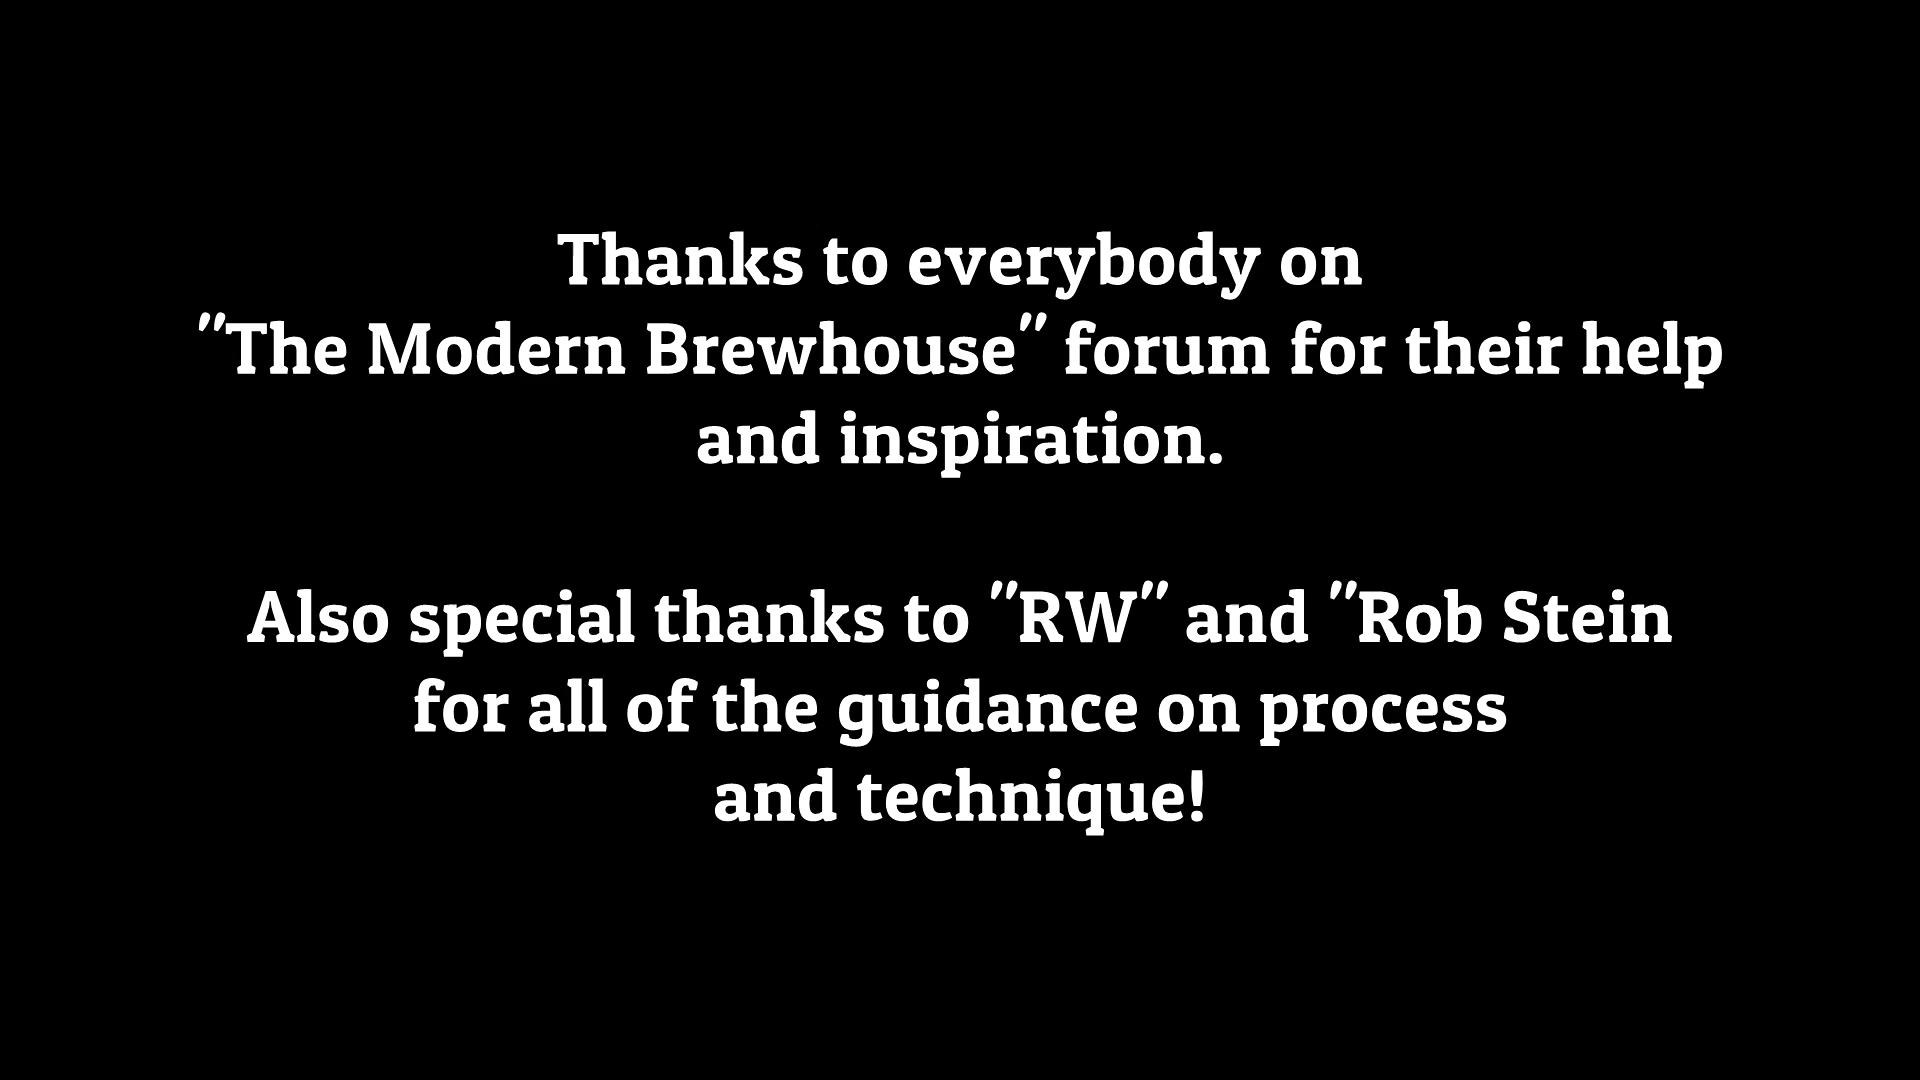 Thanks to everybody on
"The Modern Brewhouse" forum for their help
and inspiration.
Also special thanks to "RW" and "Rob Stein
for all of the guidance on process
and technique!